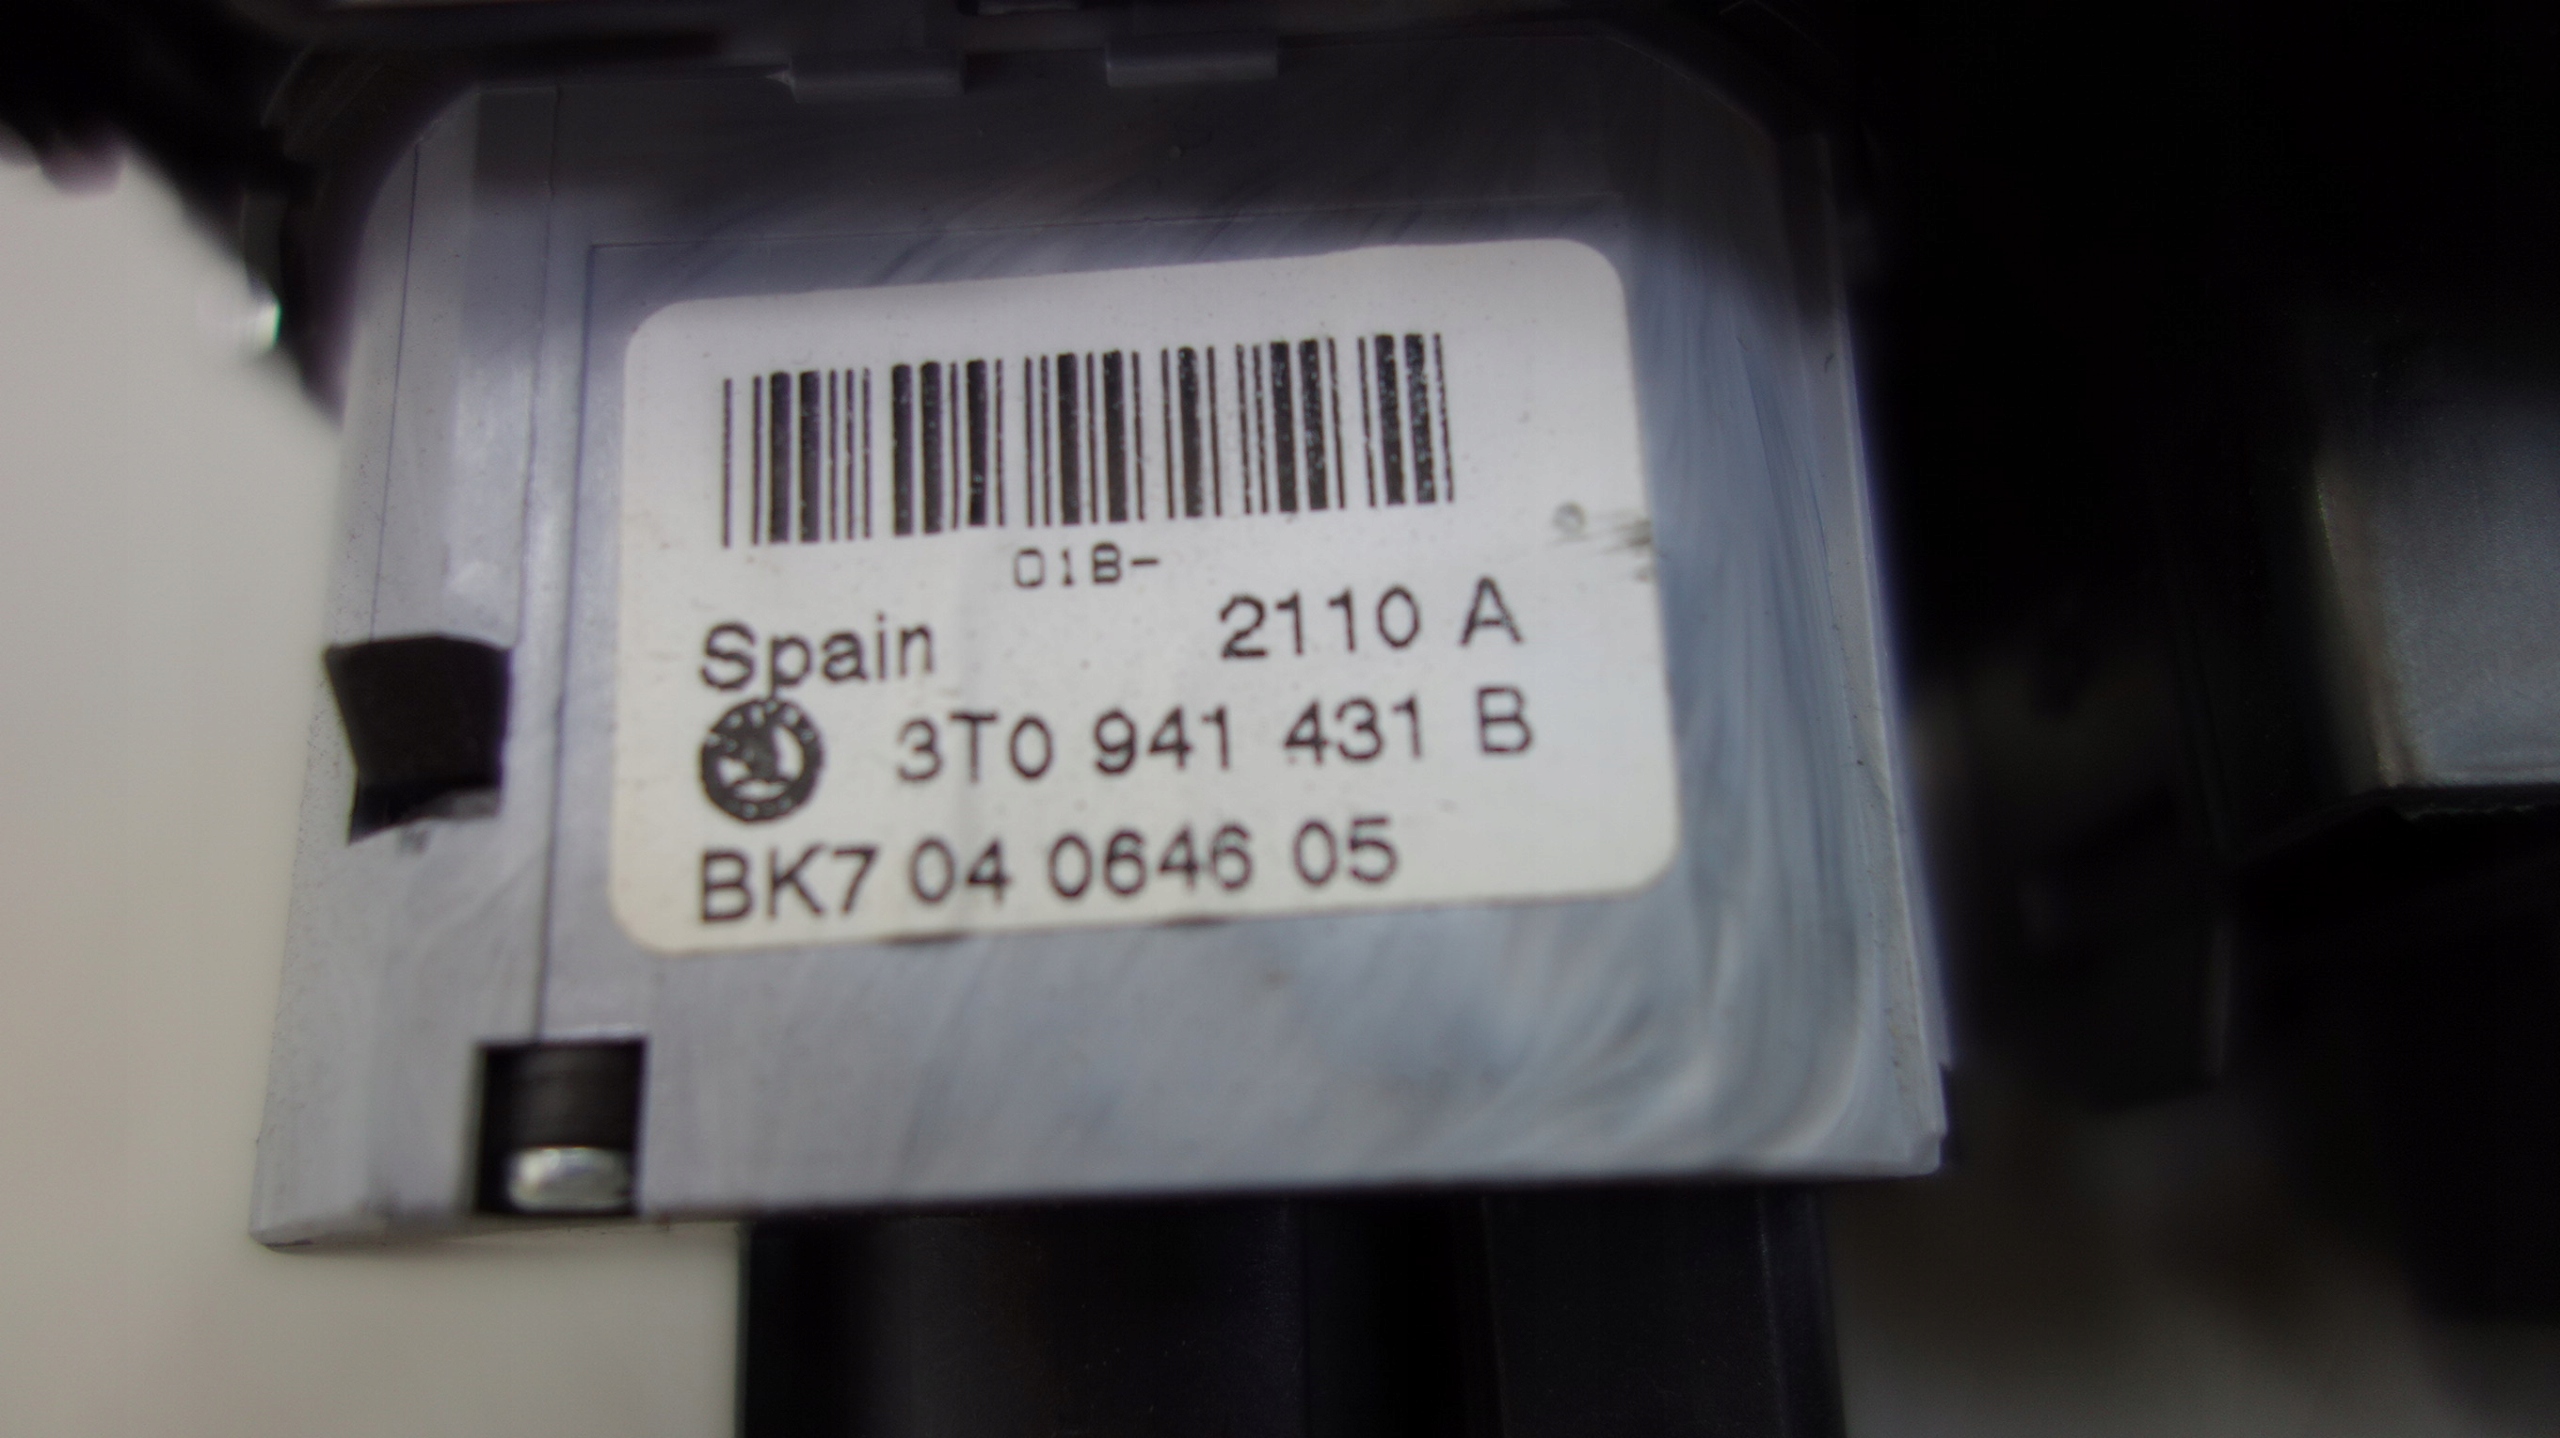 01B-
Spain 2110 A
3T0 941 431 B
BK7 04 0646 05